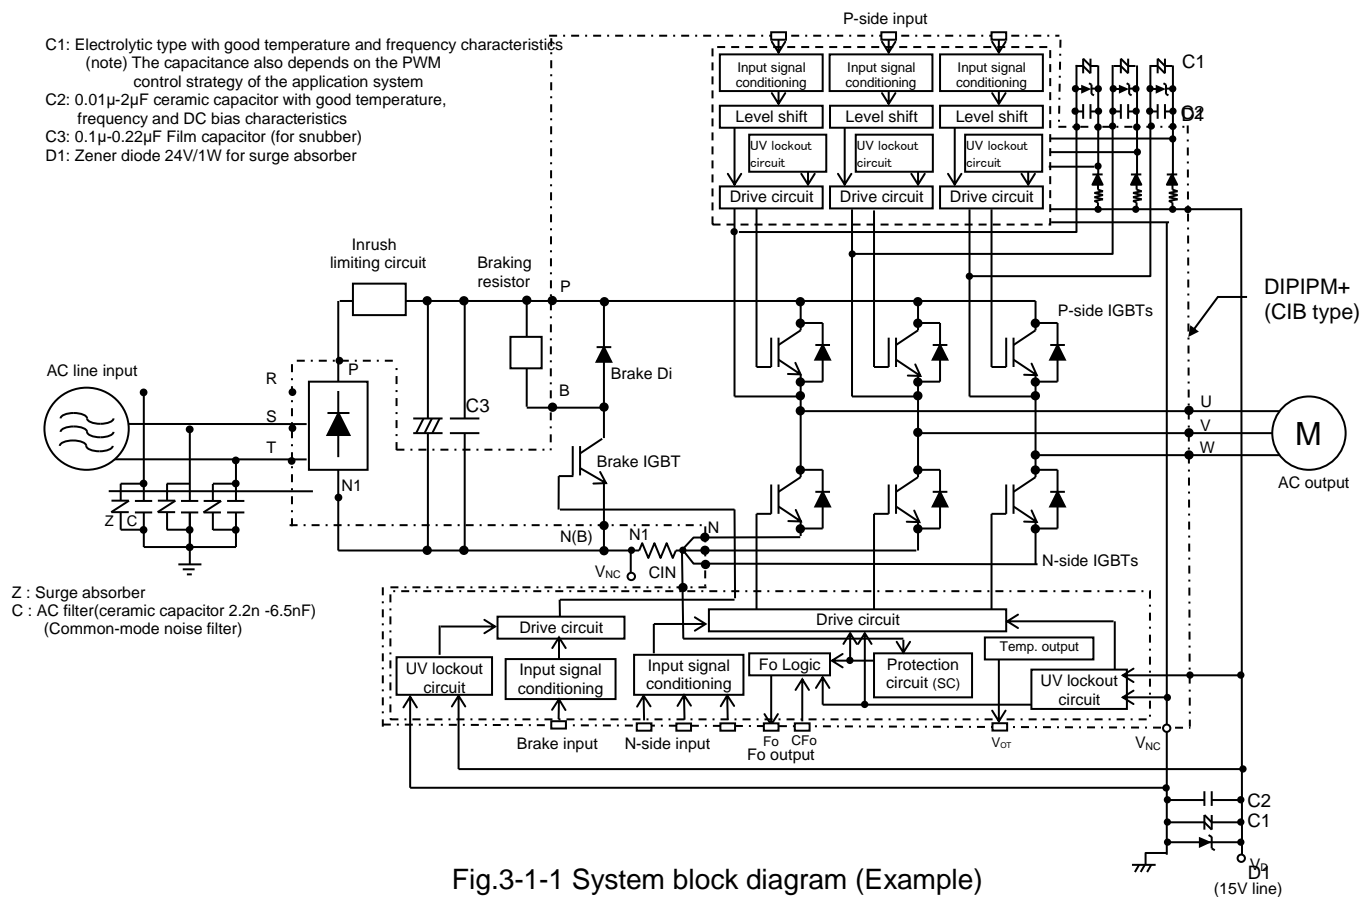 P-side input
C1: Electrolytic type with good temperature and frequency characteristics
(note) The capacitance also depends on the PWM
control strategy of the application system
C2: 0.01μ-2μF ceramic capacitor with good temperature,
frequency and DC bias characteristics
C3: 0.1μ-0.22μF Film capacitor (for snubber)
D1: Zener diode 24V/1W for surge absorber
Input signal
conditioning
Input signal
conditioning
Input signal
conditioning
Level shift
Level shift
Level shift
UV lockout
circuit
UV lockout
circuit
UV lockout
circuit
Drive circuit
Drive circuit
Drive circuit
C1
C2
D1
Inrush
limiting circuit
Braking
resistor
P
DIPIPM+
(CIB type)
P-side IGBTs
AC line input
R
P
Brake Di
B
C3
S
T
U
V
W
M
AC output
Brake IGBT
N1
Z
C
N(B)
N1
N
VNC
CIN
N-side IGBTs
Z : Surge absorber
C : AC filter(ceramic capacitor 2.2n -6.5nF)
(Common-mode noise filter)
Drive circuit
Drive circuit
UV lockout
circuit
Input signal
conditioning
Input signal
conditioning
Fo Logic
Protection
circuit (SC)
Temp. output
UV lockout
circuit
Brake input
N-side input
Fo
CFo
Fo output
VOT
VNC
C2
C1
VD
D1
(15V line)
Fig.3-1-1 System block diagram (Example)